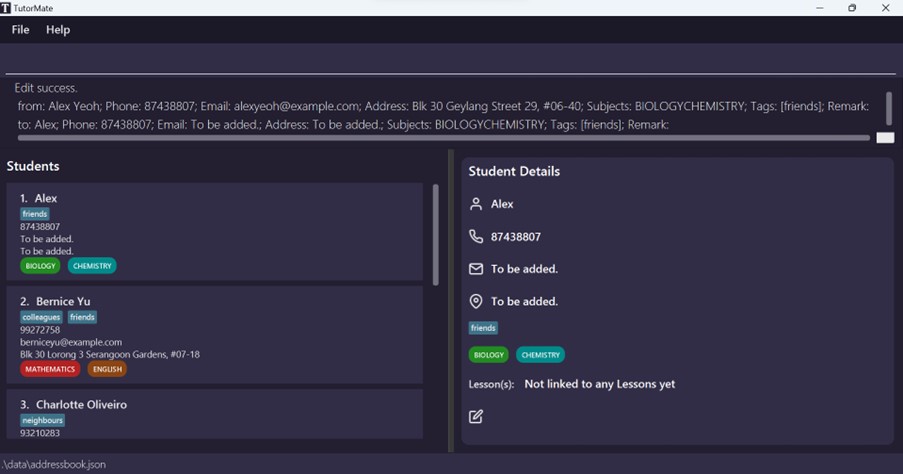 TutorMate
File Help
Edit success.
from: Alex Yeoh; Phone: 87438807; Email: alexyeoh@example.com; Address: Blk 30 Geylang Street 29, #06-40; Subjects: BIOLOGYCHEMISTRY; Tags: [friends]; Remark:
to: Alex; Phone: 87438807; Email: To be added.; Address: To be added.; Subjects: BIOLOGYCHEMISTRY; Tags: [friends]; Remark:
Students
1. Alex
friends
87438807
To be added.
To be added.
BIOLOGY CHEMISTRY
2. Bernice Yu
colleagues friends
99272758
berniceyu@example.com
Blk 30 Lorong 3 Serangoon Gardens, #07-18
MATHEMATICS ENGLISH
3. Charlotte Oliveiro
neighbours
93210283
Student Details
Alex
87438807
To be added.
To be added.
friends
BIOLOGY CHEMISTRY
Lesson(s): Not linked to any Lessons yet
.\data\addressbook.json